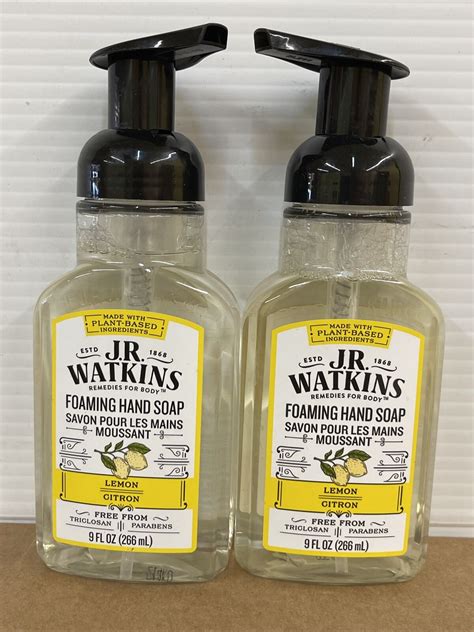 MADE WITH
PLANT-BASED
INGREDIENTS
ESTD 1868
J.R.
WATKINS
REMEDIES FOR BODY™
FOAMING HAND SOAP
SAVON POUR LES MAINS
MOUSSANT
LEMON
CITRON
FREE FROM
TRICLOSAN PARABENS
9 FL OZ (266 mL)
MADE WITH
PLANT-BASED
INGREDIENTS
ESTD 1868
J.R.
WATKINS
REMEDIES FOR BODY™
FOAMING HAND SOAP
SAVON POUR LES MAINS
MOUSSANT
LEMON
CITRON
FREE FROM
TRICLOSAN PARABENS
9 FL OZ (266 mL)